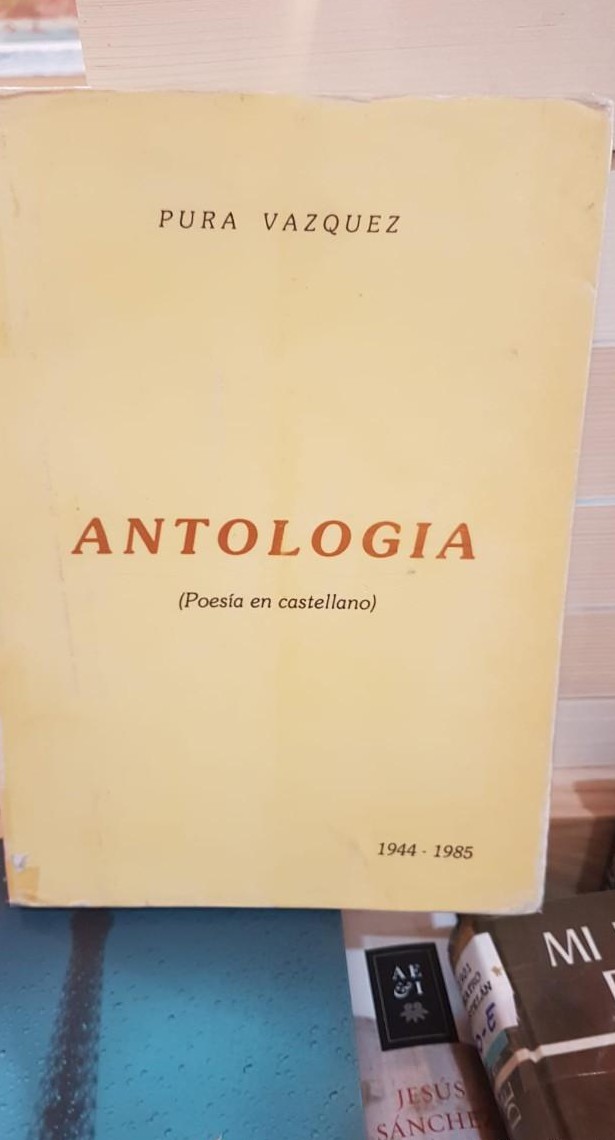 PURA VAZQUEZ
ANTOLOGIA
(Poesía en castellano)
1944 - 1985
AE
&I
JESÚS
SÁNCHE
MI